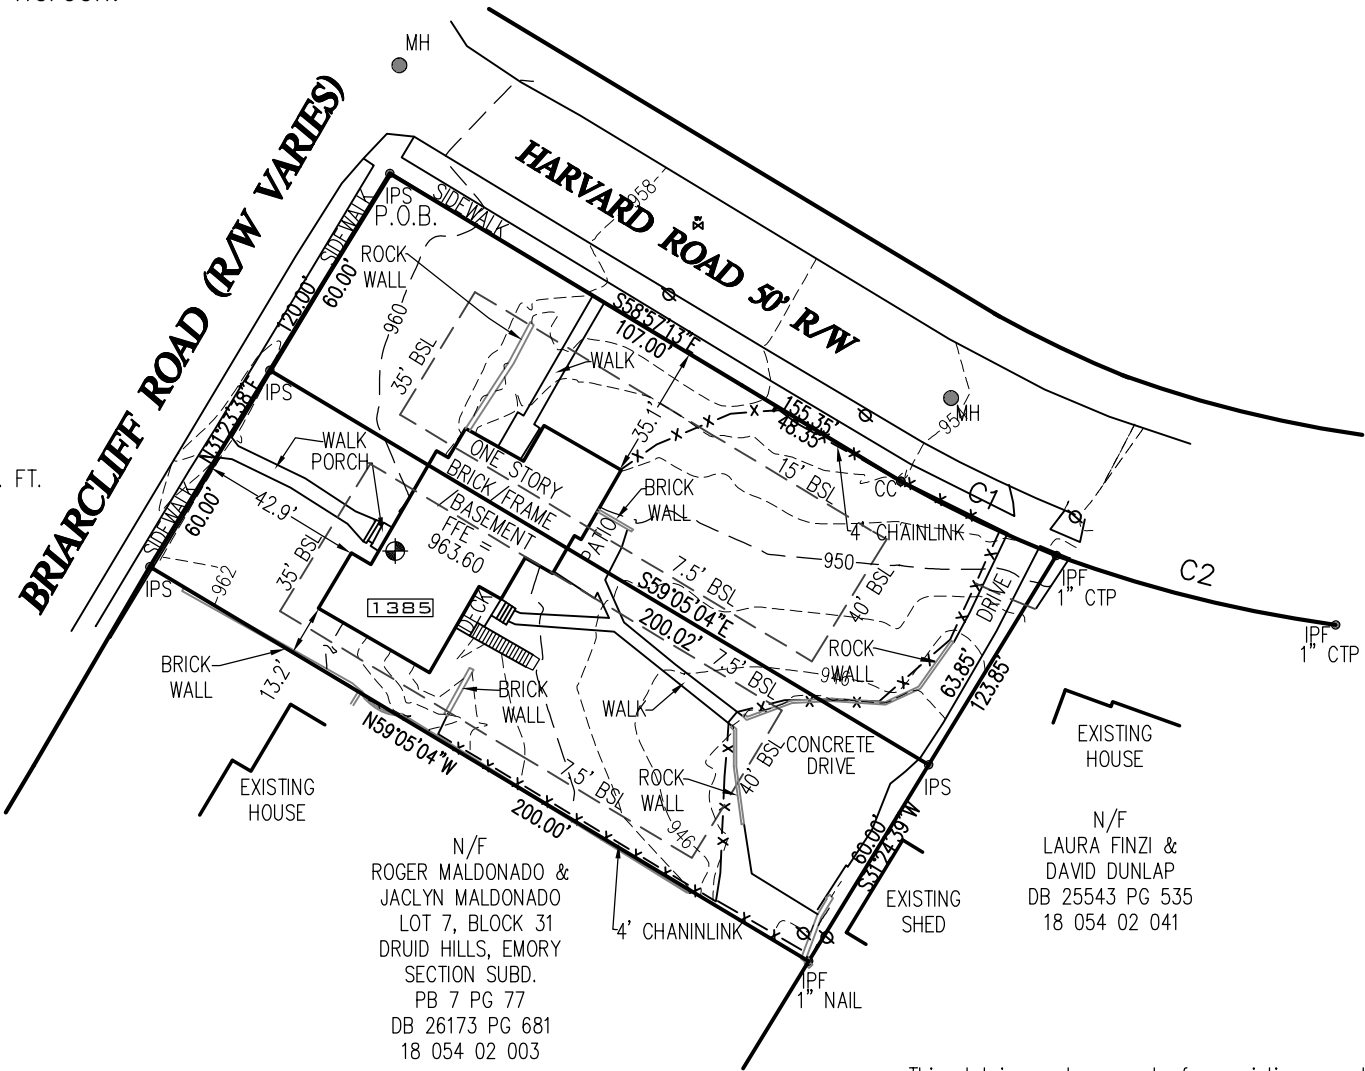 MH
BRIARCLIFF ROAD (R/W VARIES)
HARVARD ROAD 50' R/W
IPS
P.O.B.
SIDEWALK
SIDEWALK
ROCK
WALL
958
120.00'
60.00'
960
35' BSL
S58°57'13"E
107.00'
WALK
155.35'
48.35'
35.1'
MH
954
15' BSL
CC
C1
4' CHAINLINK
IPS
N31°23'38"E
WALK
PORCH
FT.
SIDEWALK
60.00'
42.9'
35' BSL
ONE STORY
BRICK/FRAME
/BASEMENT
FFE =
963.60
BRICK
WALL
PATIO
950
7.5' BSL
S59°05'04"E
200.02'
7.5' BSL
40' BSL
DRIVE
IPF
1" CTP
C2
IPF
1" CTP
IPS
962
1385
DECK
ROCK
WALL
946
63.85'
123.85'
BRICK
WALL
13.2'
BRICK
WALL
WALK
CONCRETE
DRIVE
40' BSL
ROCK
WALL
N59°05'04"W
200.00'
7.5' BSL
946
EXISTING
HOUSE
EXISTING
HOUSE
IPS
60.00'
S31°24'39"W
EXISTING
SHED
4' CHANINLINK
IPF
1" NAIL
N/F
ROGER MALDONADO &
JACLYN MALDONADO
LOT 7, BLOCK 31
DRUID HILLS, EMORY
SECTION SUBD.
PB 7 PG 77
DB 26173 PG 681
18 054 02 003
N/F
LAURA FINZI &
DAVID DUNLAP
DB 25543 PG 535
18 054 02 041